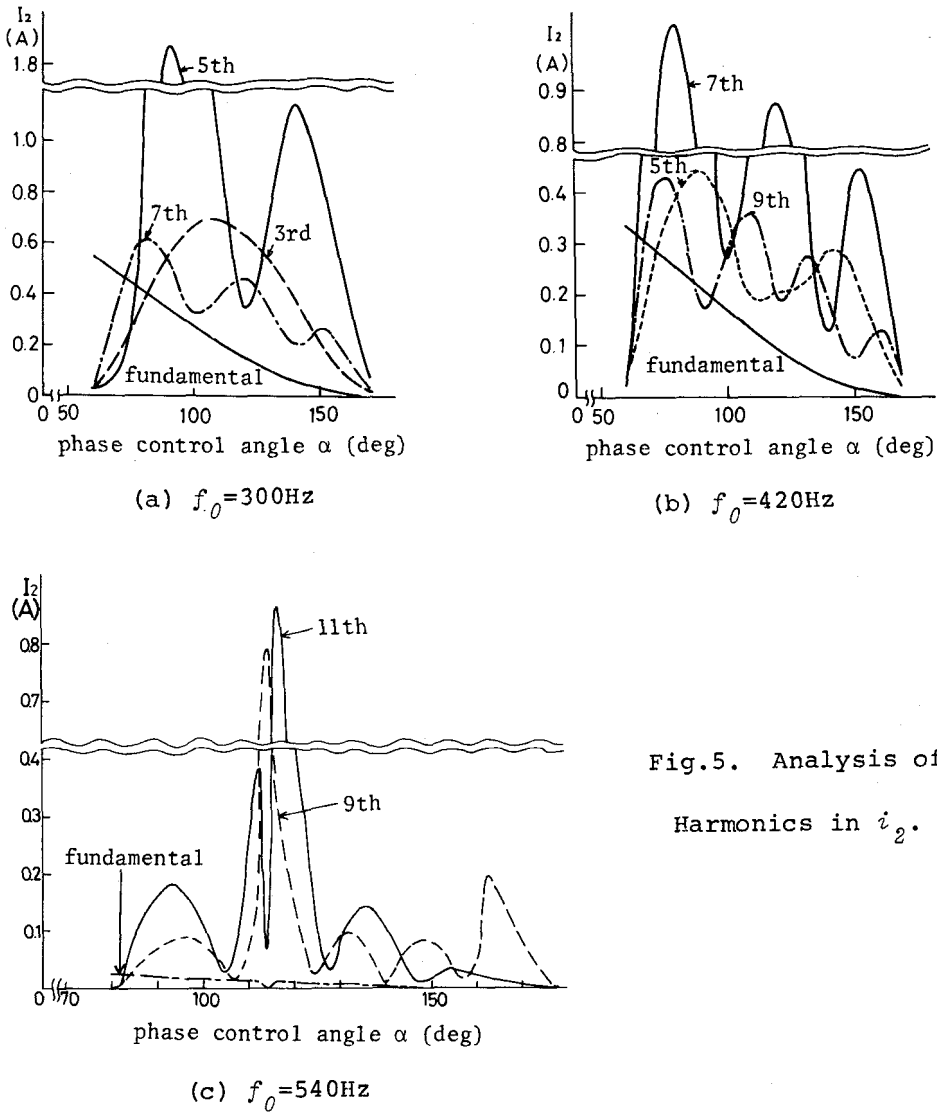 I₂
(A)
1.8
1.0
0.8
0.6
0.4
0.2
0
0 50 100 150
5th
7th
3rd
fundamental
phase control angle α (deg)
(a) f₀=300Hz
I₂
(A)
0.9
0.8
0.4
0.3
0.2
0.1
0
0 50 100 150
7th
5th
9th
fundamental
phase control angle α (deg)
(b) f₀=420Hz
I₂
(A)
0.8
0.7
0.4
0.3
0.2
0.1
0 70 100 150
11th
9th
fundamental
phase control angle α (deg)
(c) f₀=540Hz
Fig.5. Analysis of
Harmonics in i₂.